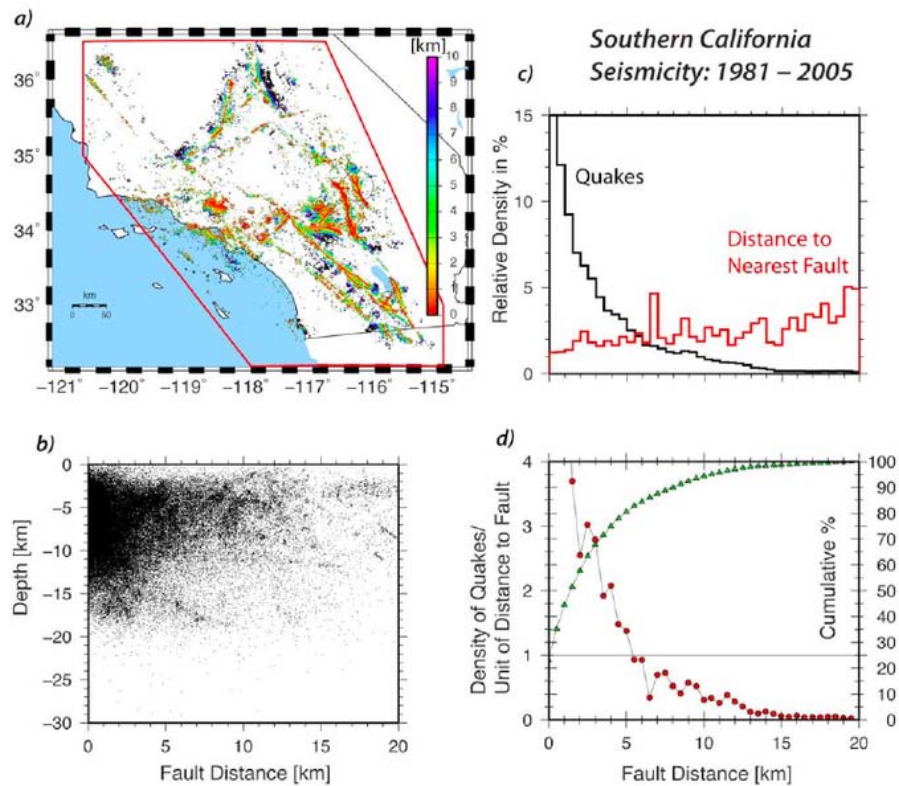 a)
[km]
10
9
8
7
6
5
4
3
2
1
0
36°
35°
34°
33°
km
0 50
−121° −120° −119° −118° −117° −116° −115°
Southern California
Seismicity: 1981 – 2005
c)
15
10
5
0
Relative Density in %
Quakes
Distance to
Nearest Fault
b)
0
−5
−10
−15
−20
−25
−30
Depth [km]
0 5 10 15 20
Fault Distance [km]
d)
4
3
2
1
0
Density of Quakes/
Unit of Distance to Fault
100
90
80
70
60
50
40
30
20
10
0
Cumulative %
0 5 10 15 20
Fault Distance [km]